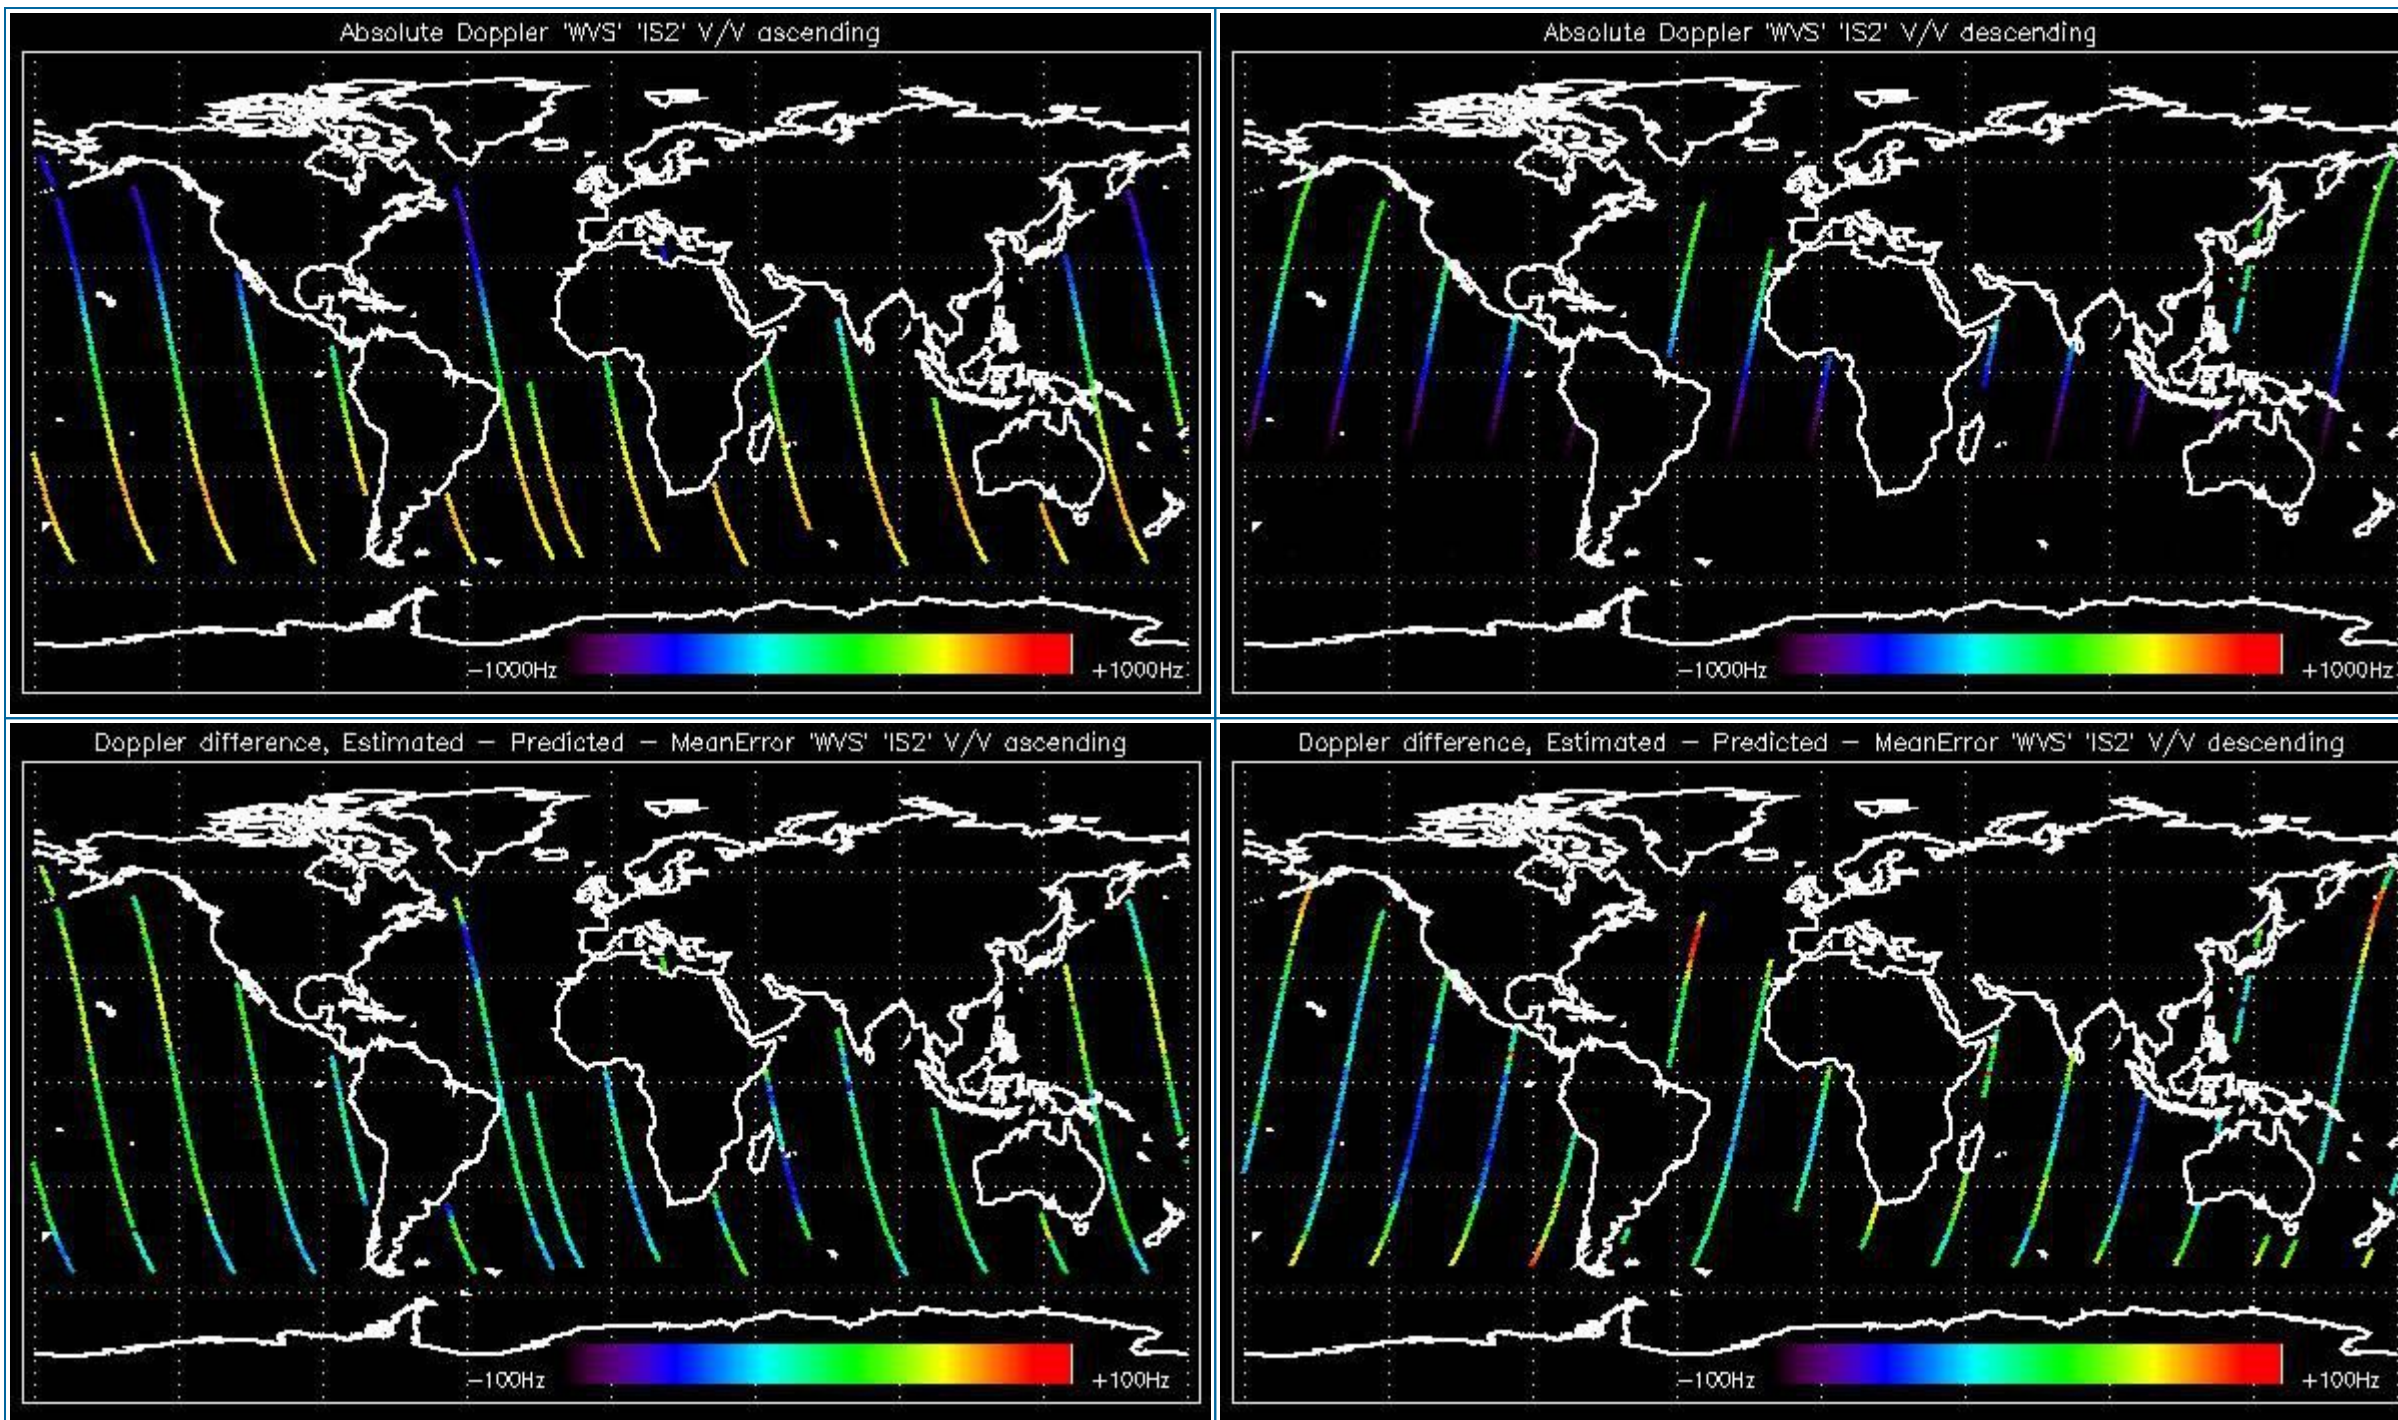 Absolute Doppler 'WVS' 'IS2' V/V ascending
-1000Hz
+1000Hz
Absolute Doppler 'WVS' 'IS2' V/V descending
-1000Hz
+1000Hz
Doppler difference, Estimated - Predicted - MeanError 'WVS' 'IS2' V/V ascending
-100Hz
+100Hz
Doppler difference, Estimated - Predicted - MeanError 'WVS' 'IS2' V/V descending
-100Hz
+100Hz